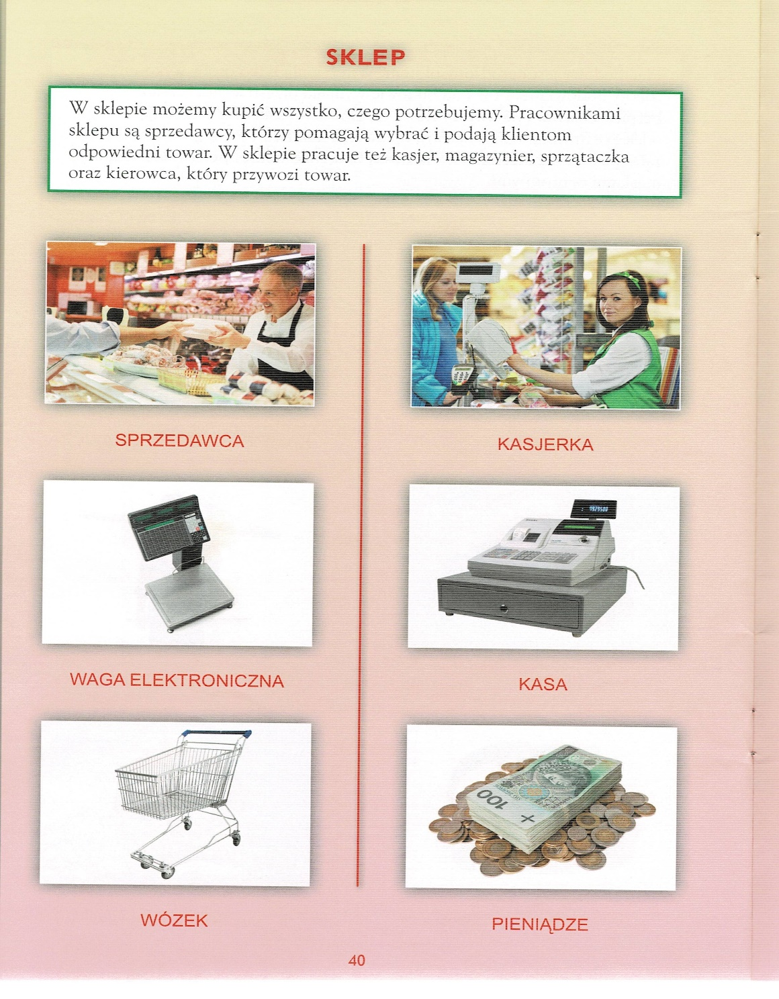 SKLEP
W sklepie możemy kupić wszystko, czego potrzebujemy. Pracownikami
sklepu są sprzedawcy, którzy pomagają wybrać i podają klientom
odpowiedni towar. W sklepie pracuje też kasjer, magazynier, sprzątaczka
oraz kierowca, który przywozi towar.
SPRZEDAWCA
KASJERKA
WAGA ELEKTRONICZNA
KASA
100
WÓZEK
PIENIĄDZE
40